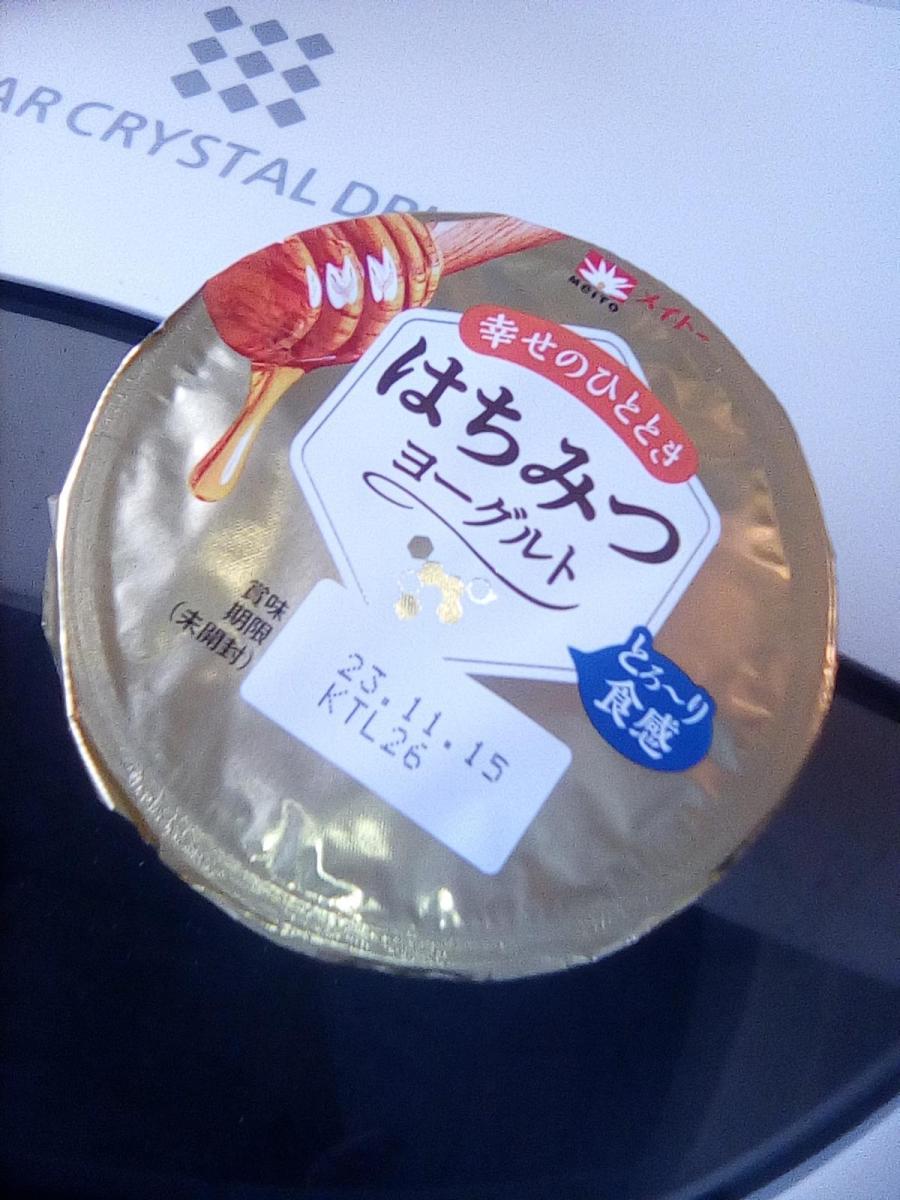 AR CRYSTAL DR
MEITO
メイトー
幸せのひととき
はちみつ
ヨーグルト
賞味
期限
(未開封)
23.11.15
KTL26
とろ〜り
食感